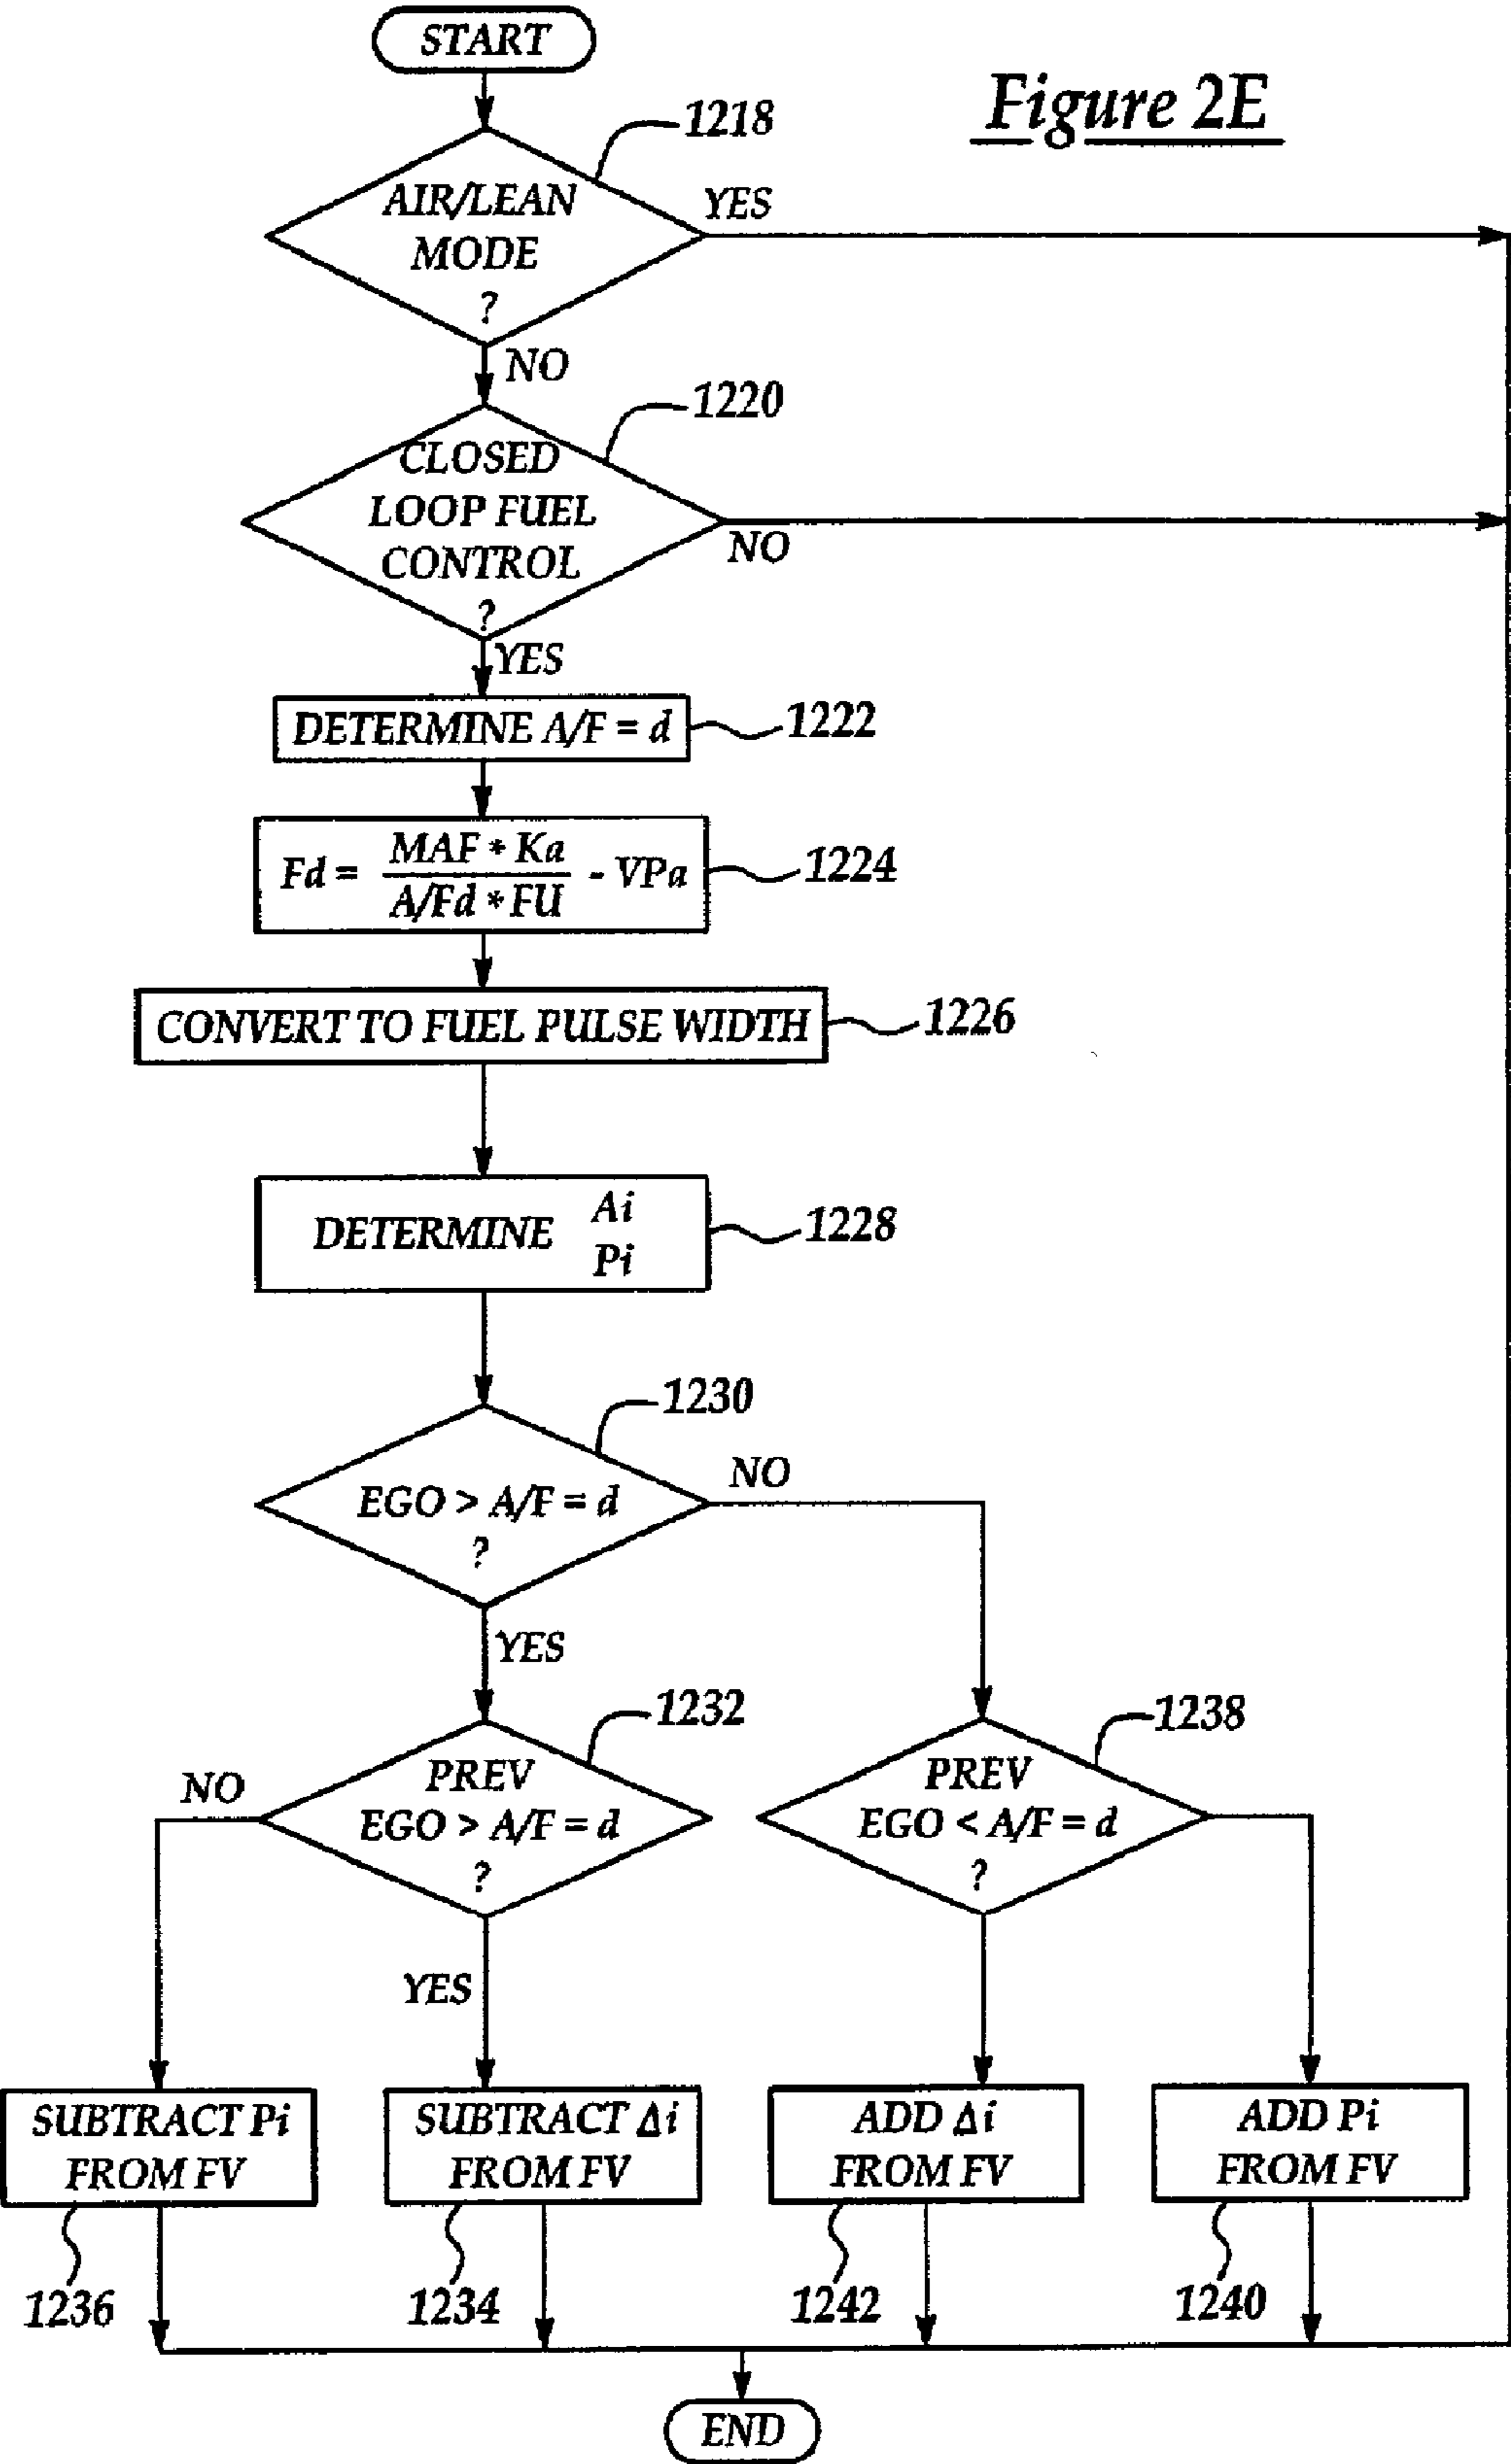 START
Figure 2E
1218
AIR/LEAN
MODE
?
YES
NO
1220
CLOSED
LOOP FUEL
CONTROL
?
NO
YES
DETERMINE A/F = d
1222
Fd = MAF * Ka / A/Fd * FU - VPa
1224
CONVERT TO FUEL PULSE WIDTH
1226
DETERMINE Ai
Pi
1228
1230
EGO > A/F = d
?
NO
YES
1232
PREV
EGO > A/F = d
?
NO
YES
1238
PREV
EGO < A/F = d
?
SUBTRACT Pi
FROM FV
1236
SUBTRACT Δi
FROM FV
1234
ADD Δi
FROM FV
1242
ADD Pi
FROM FV
1240
END